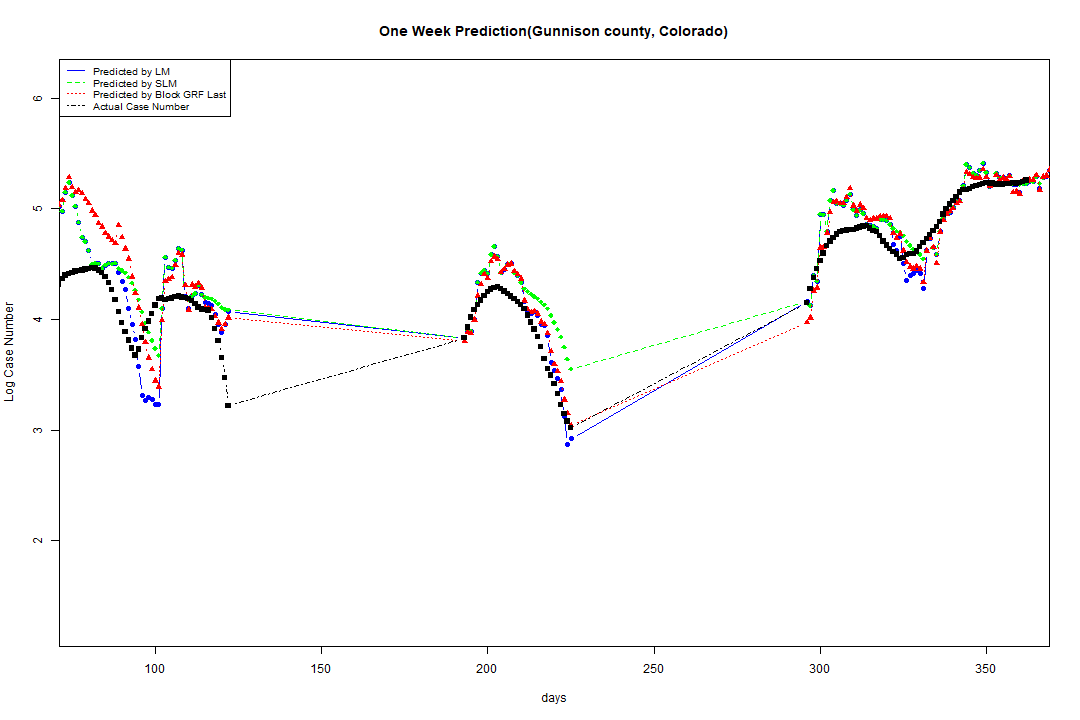 One Week Prediction(Gunnison county, Colorado)
Predicted by LM
Predicted by SLM
Predicted by Block GRF Last
Actual Case Number
6
5
4
3
2
Log Case Number
100 150 200 250 300 350
days